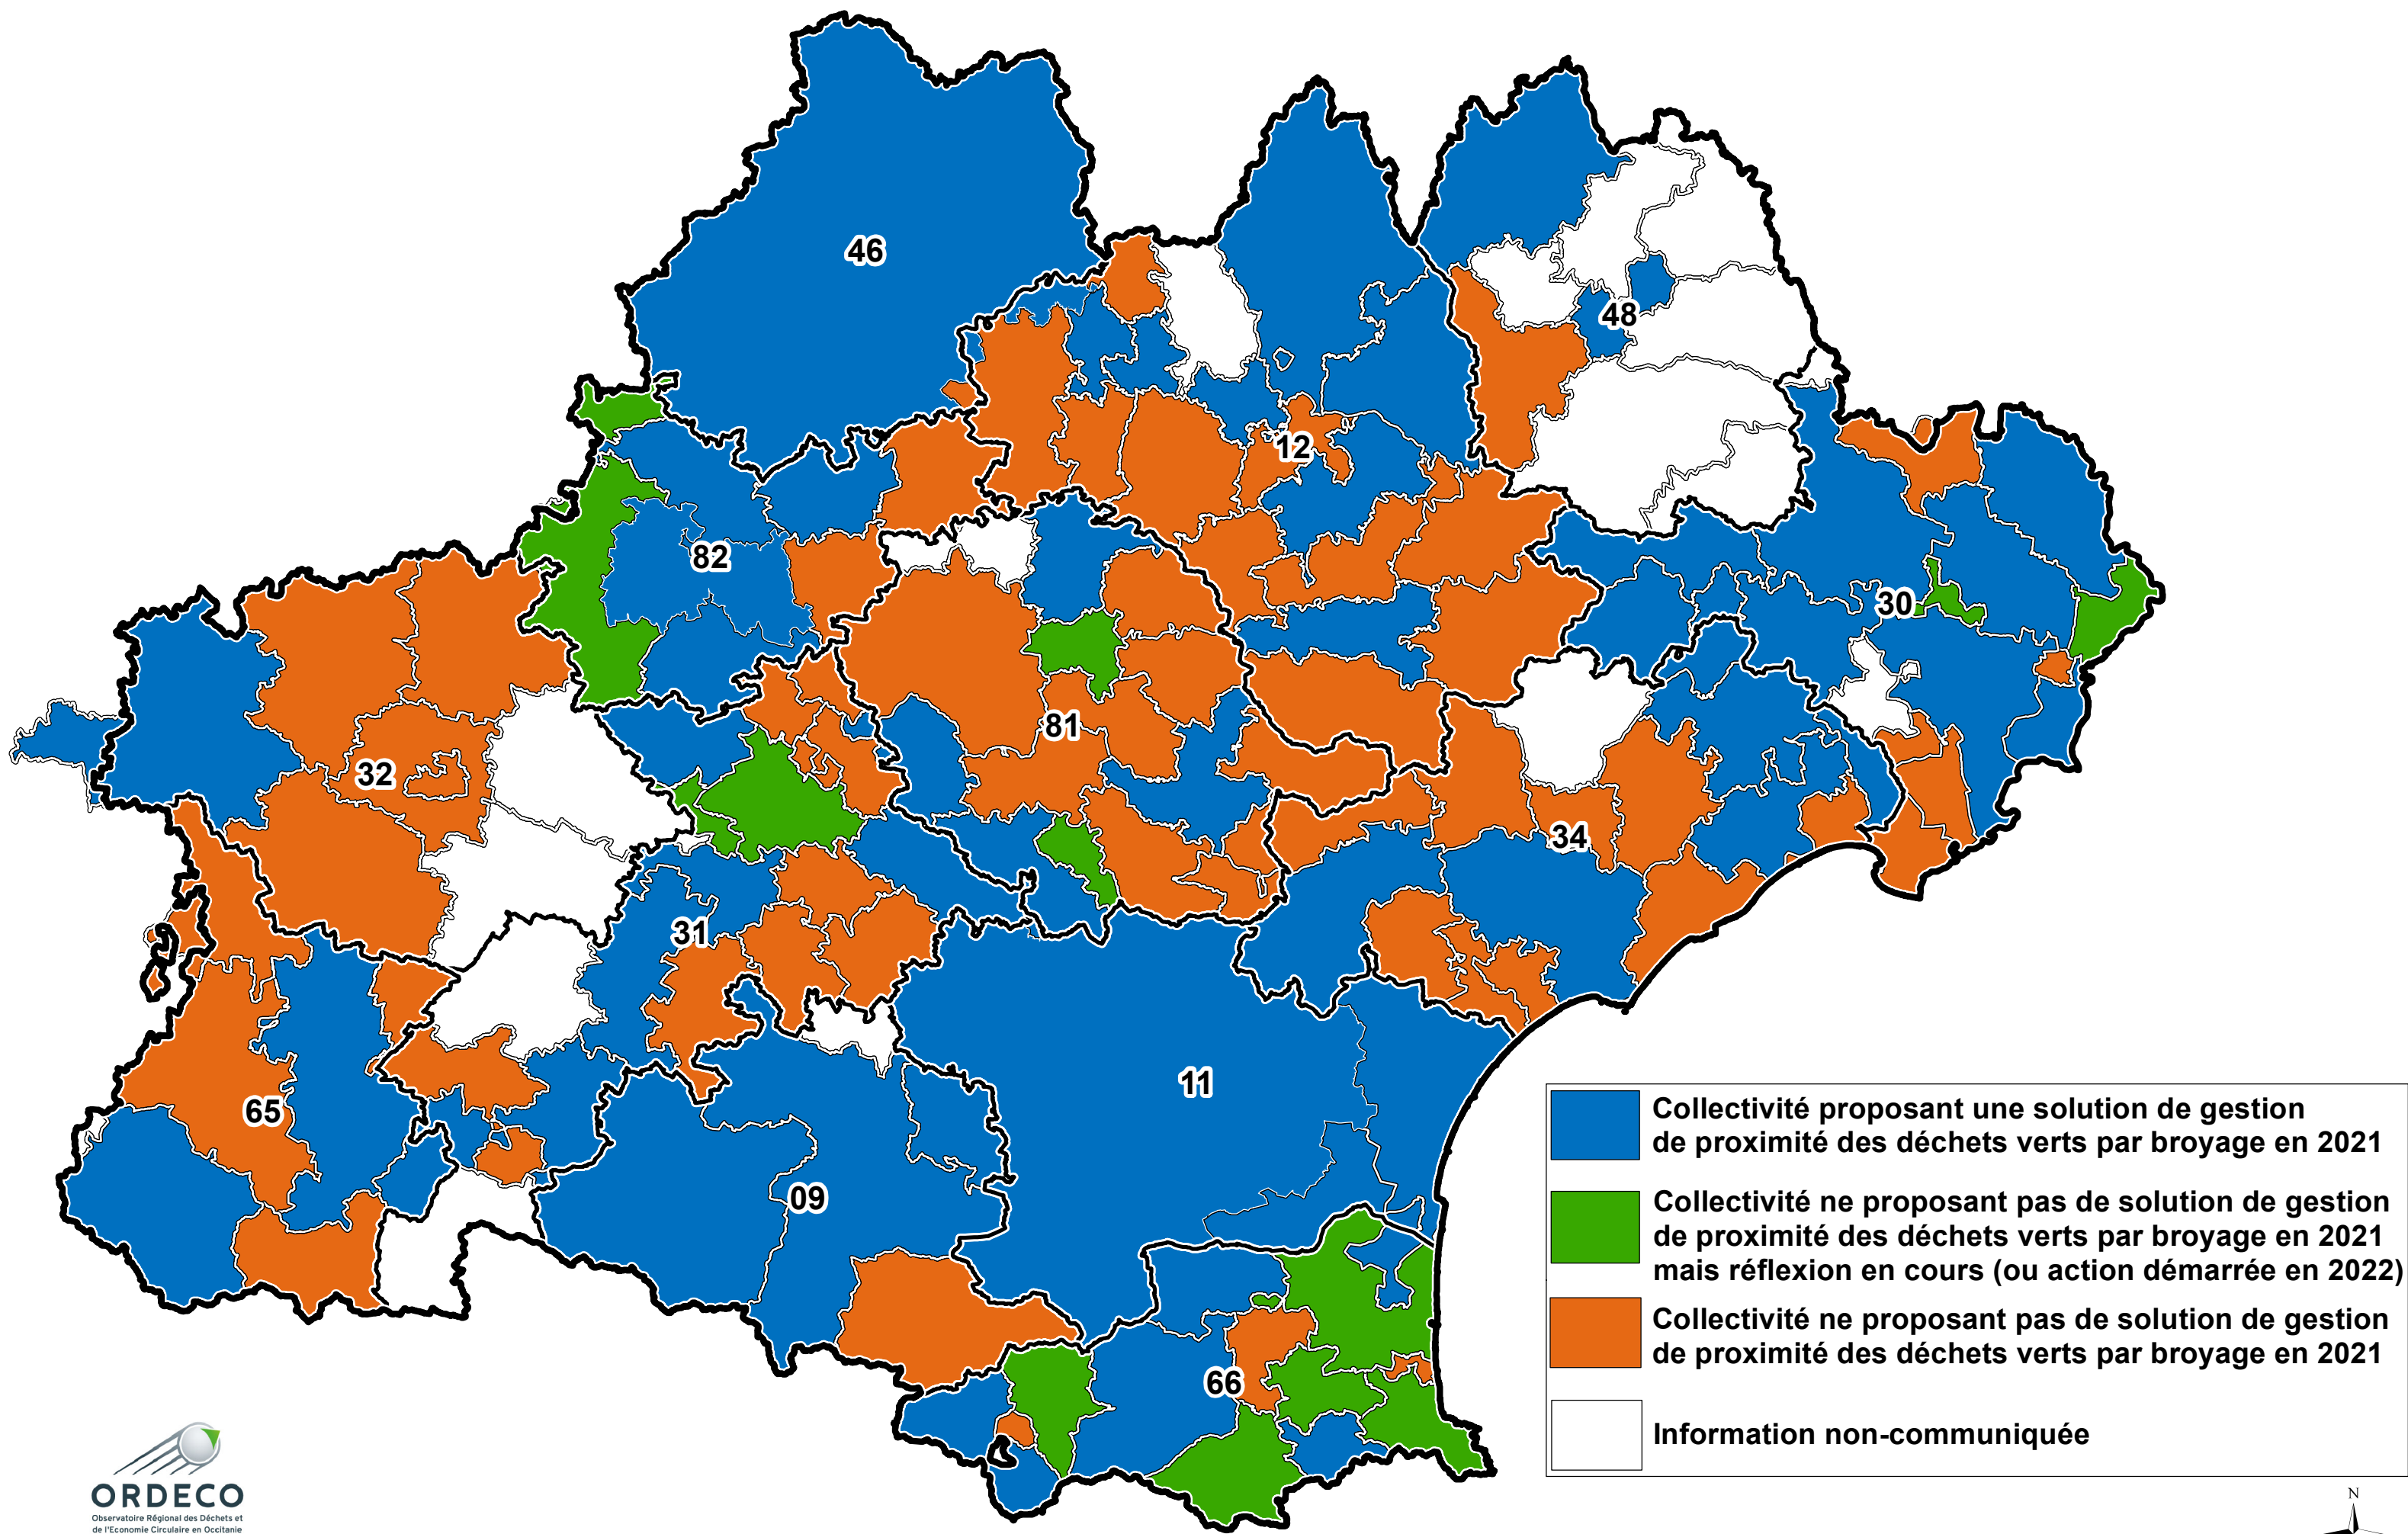 46
48
12
82
30
81
32
34
31
11
65
09
66
Collectivité proposant une solution de gestion
de proximité des déchets verts par broyage en 2021
Collectivité ne proposant pas de solution de gestion
de proximité des déchets verts par broyage en 2021
mais réflexion en cours (ou action démarrée en 2022)
Collectivité ne proposant pas de solution de gestion
de proximité des déchets verts par broyage en 2021
Information non-communiquée
ORDECO
Observatoire Régional des Déchets et
de l'Economie Circulaire en Occitanie
N